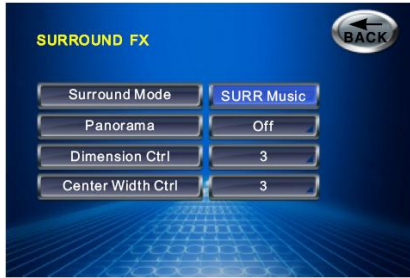 SURROUND FX
BACK
Surround Mode SURR Music
Panorama Off
Dimension Ctrl 3
Center Width Ctrl 3